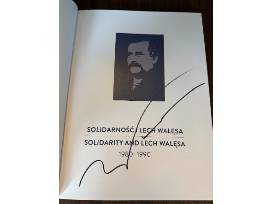 SOLIDARNOŚĆ I LECH WAŁĘSA
SOLIDARITY AND LECH WAŁĘSA
1980-1990